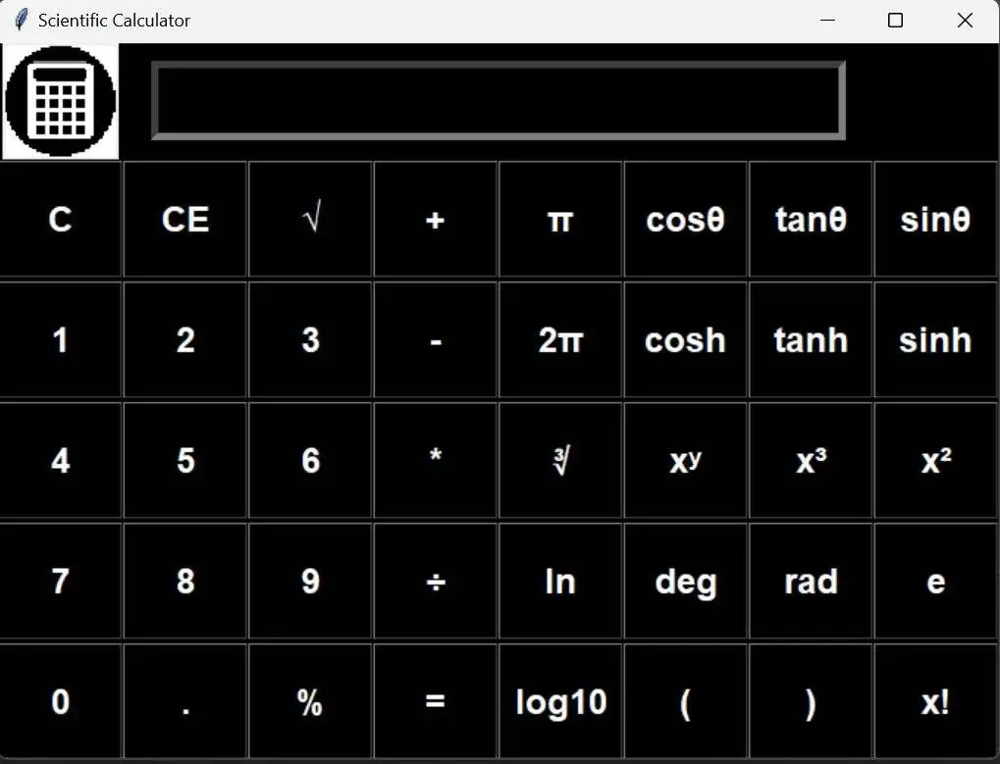 Scientific Calculator
C CE √ + π cosθ tanθ sinθ
1 2 3 - 2π cosh tanh sinh
4 5 6 * ∛ xʸ x³ x²
7 8 9 ÷ ln deg rad e
0 . % = log10 ( ) x!